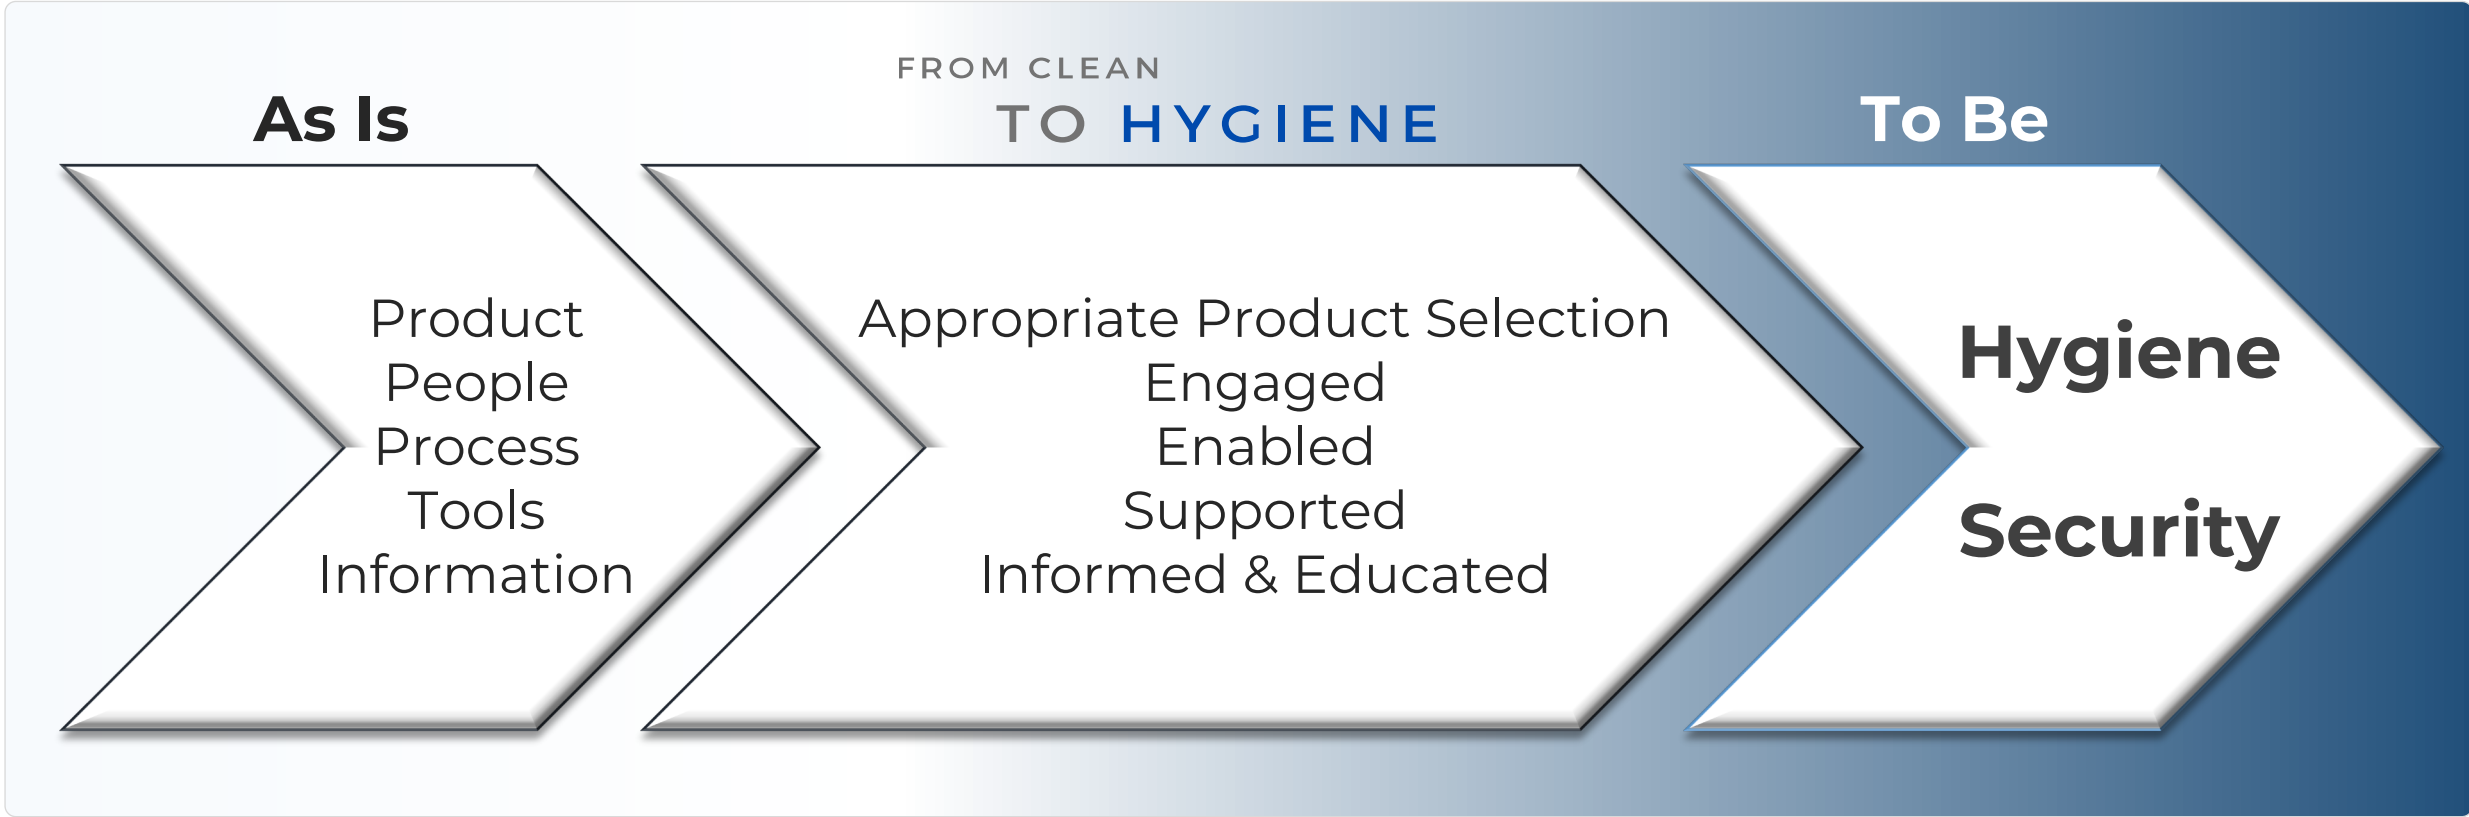 As Is
Product
People
Process
Tools
Information
FROM CLEAN
TO HYGIENE
Appropriate Product Selection
Engaged
Enabled
Supported
Informed & Educated
To Be
Hygiene
Security